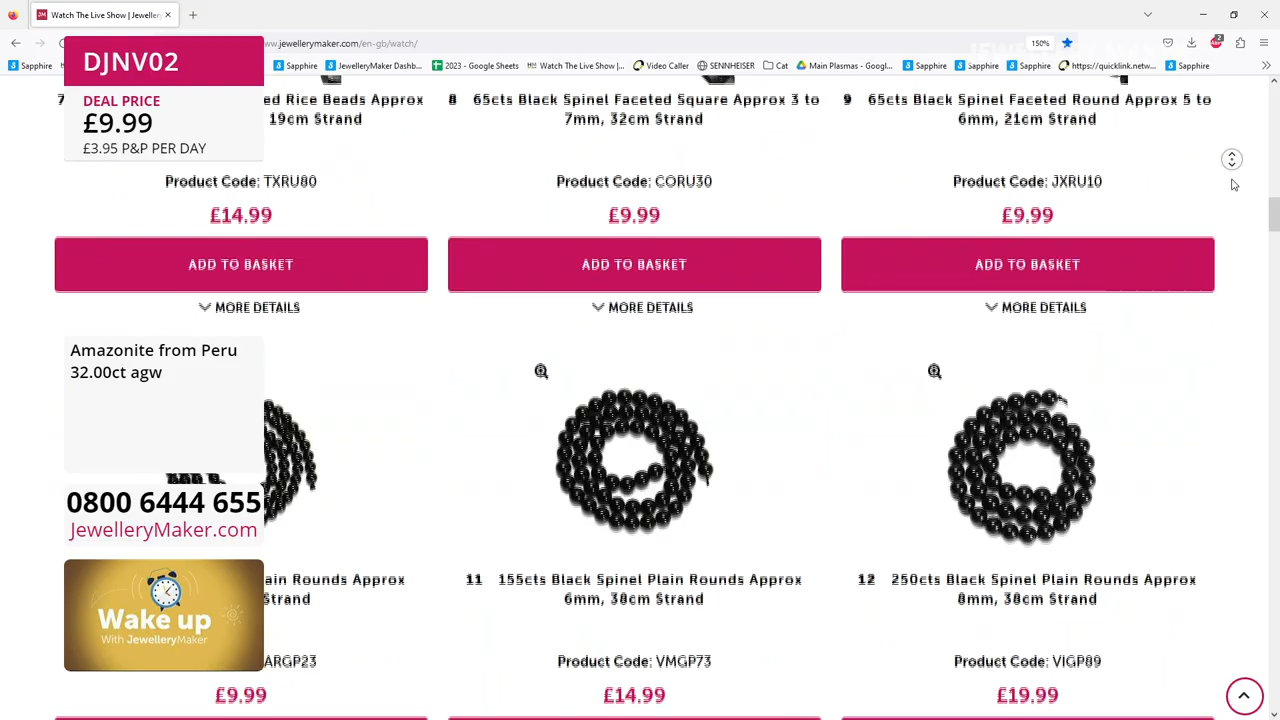 Watch The Live Show | Jewellery
.jewellerymaker.com/en-gb/watch/
150%
2
Sapphire
Sapphire
JewelleryMaker Dashb...
2023 - Google Sheets
Watch The Live Show |...
Video Caller
SENNHEISER
Cat
Main Plasmas - Googl...
Sapphire
Sapphire
Sapphire
https://quicklink.netw...
Sapphire
DJNV02
DEAL PRICE
£9.99
£3.95 P&P PER DAY
7
ed Rice Beads Approx
19cm Strand
Product Code: TXRU80
£14.99
ADD TO BASKET
MORE DETAILS
8 65cts Black Spinel Faceted Square Approx 3 to
7mm, 32cm Strand
Product Code: CORU30
£9.99
ADD TO BASKET
MORE DETAILS
9 65cts Black Spinel Faceted Round Approx 5 to
6mm, 21cm Strand
Product Code: JXRU10
£9.99
ADD TO BASKET
MORE DETAILS
Amazonite from Peru
32.00ct agw
0800 6444 655
JewelleryMaker.com
Wake up
With JewelleryMaker
ain Rounds Approx
Strand
ARGP23
£9.99
11 155cts Black Spinel Plain Rounds Approx
6mm, 38cm Strand
Product Code: VMGP73
£14.99
12 250cts Black Spinel Plain Rounds Approx
8mm, 38cm Strand
Product Code: VIGP89
£19.99